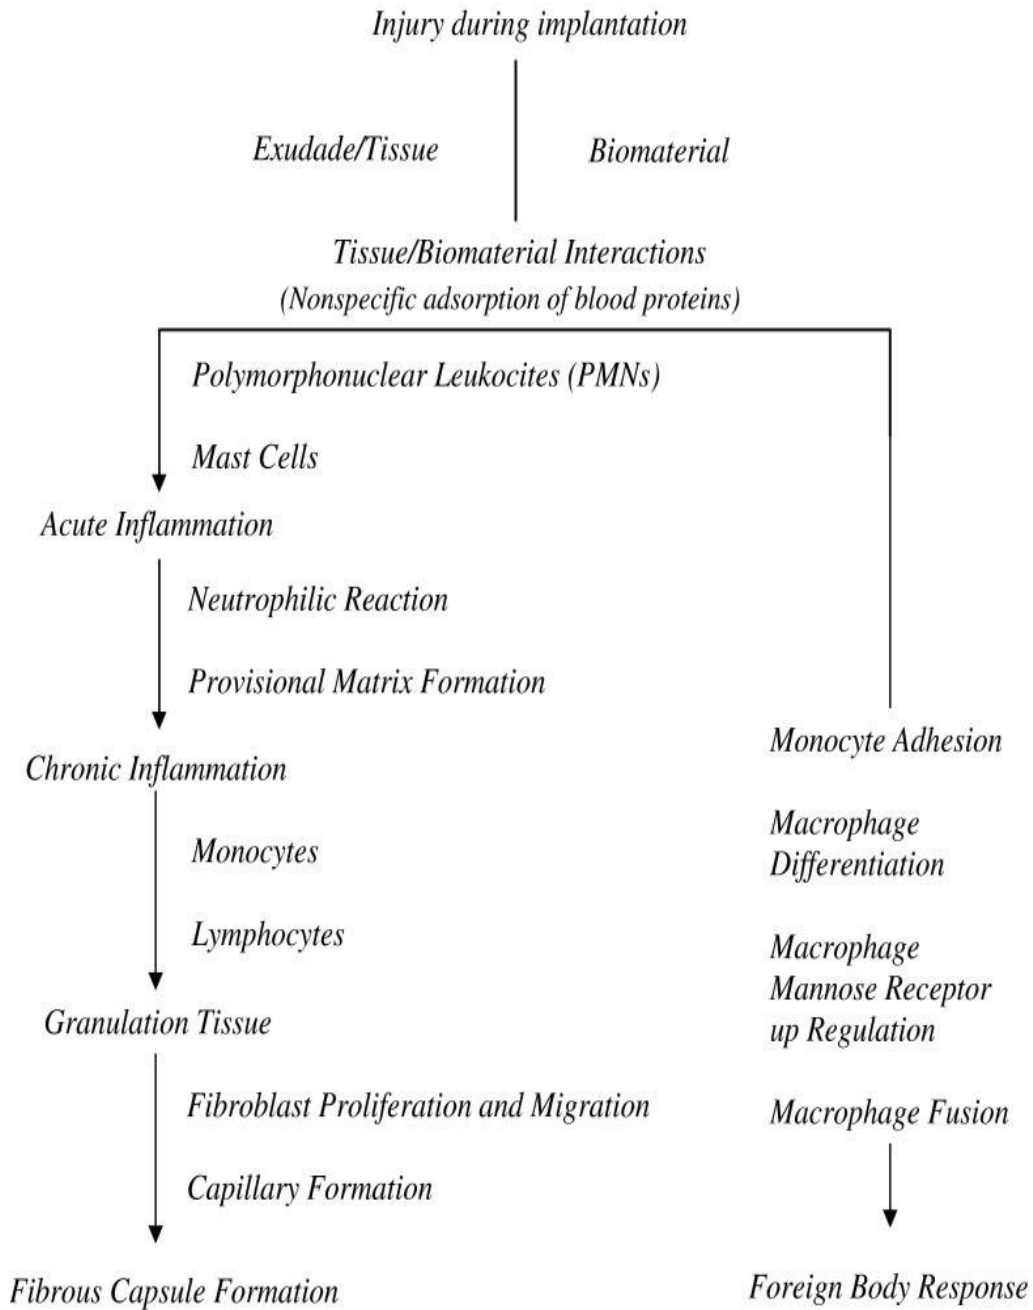 Injury during implantation
Exudade/Tissue
Biomaterial
Tissue/Biomaterial Interactions
(Nonspecific adsorption of blood proteins)
Polymorphonuclear Leukocites (PMNs)
Mast Cells
Acute Inflammation
Neutrophilic Reaction
Provisional Matrix Formation
Chronic Inflammation
Monocytes
Lymphocytes
Granulation Tissue
Fibroblast Proliferation and Migration
Capillary Formation
Fibrous Capsule Formation
Monocyte Adhesion
Macrophage
Differentiation
Macrophage
Mannose Receptor
up Regulation
Macrophage Fusion
Foreign Body Response